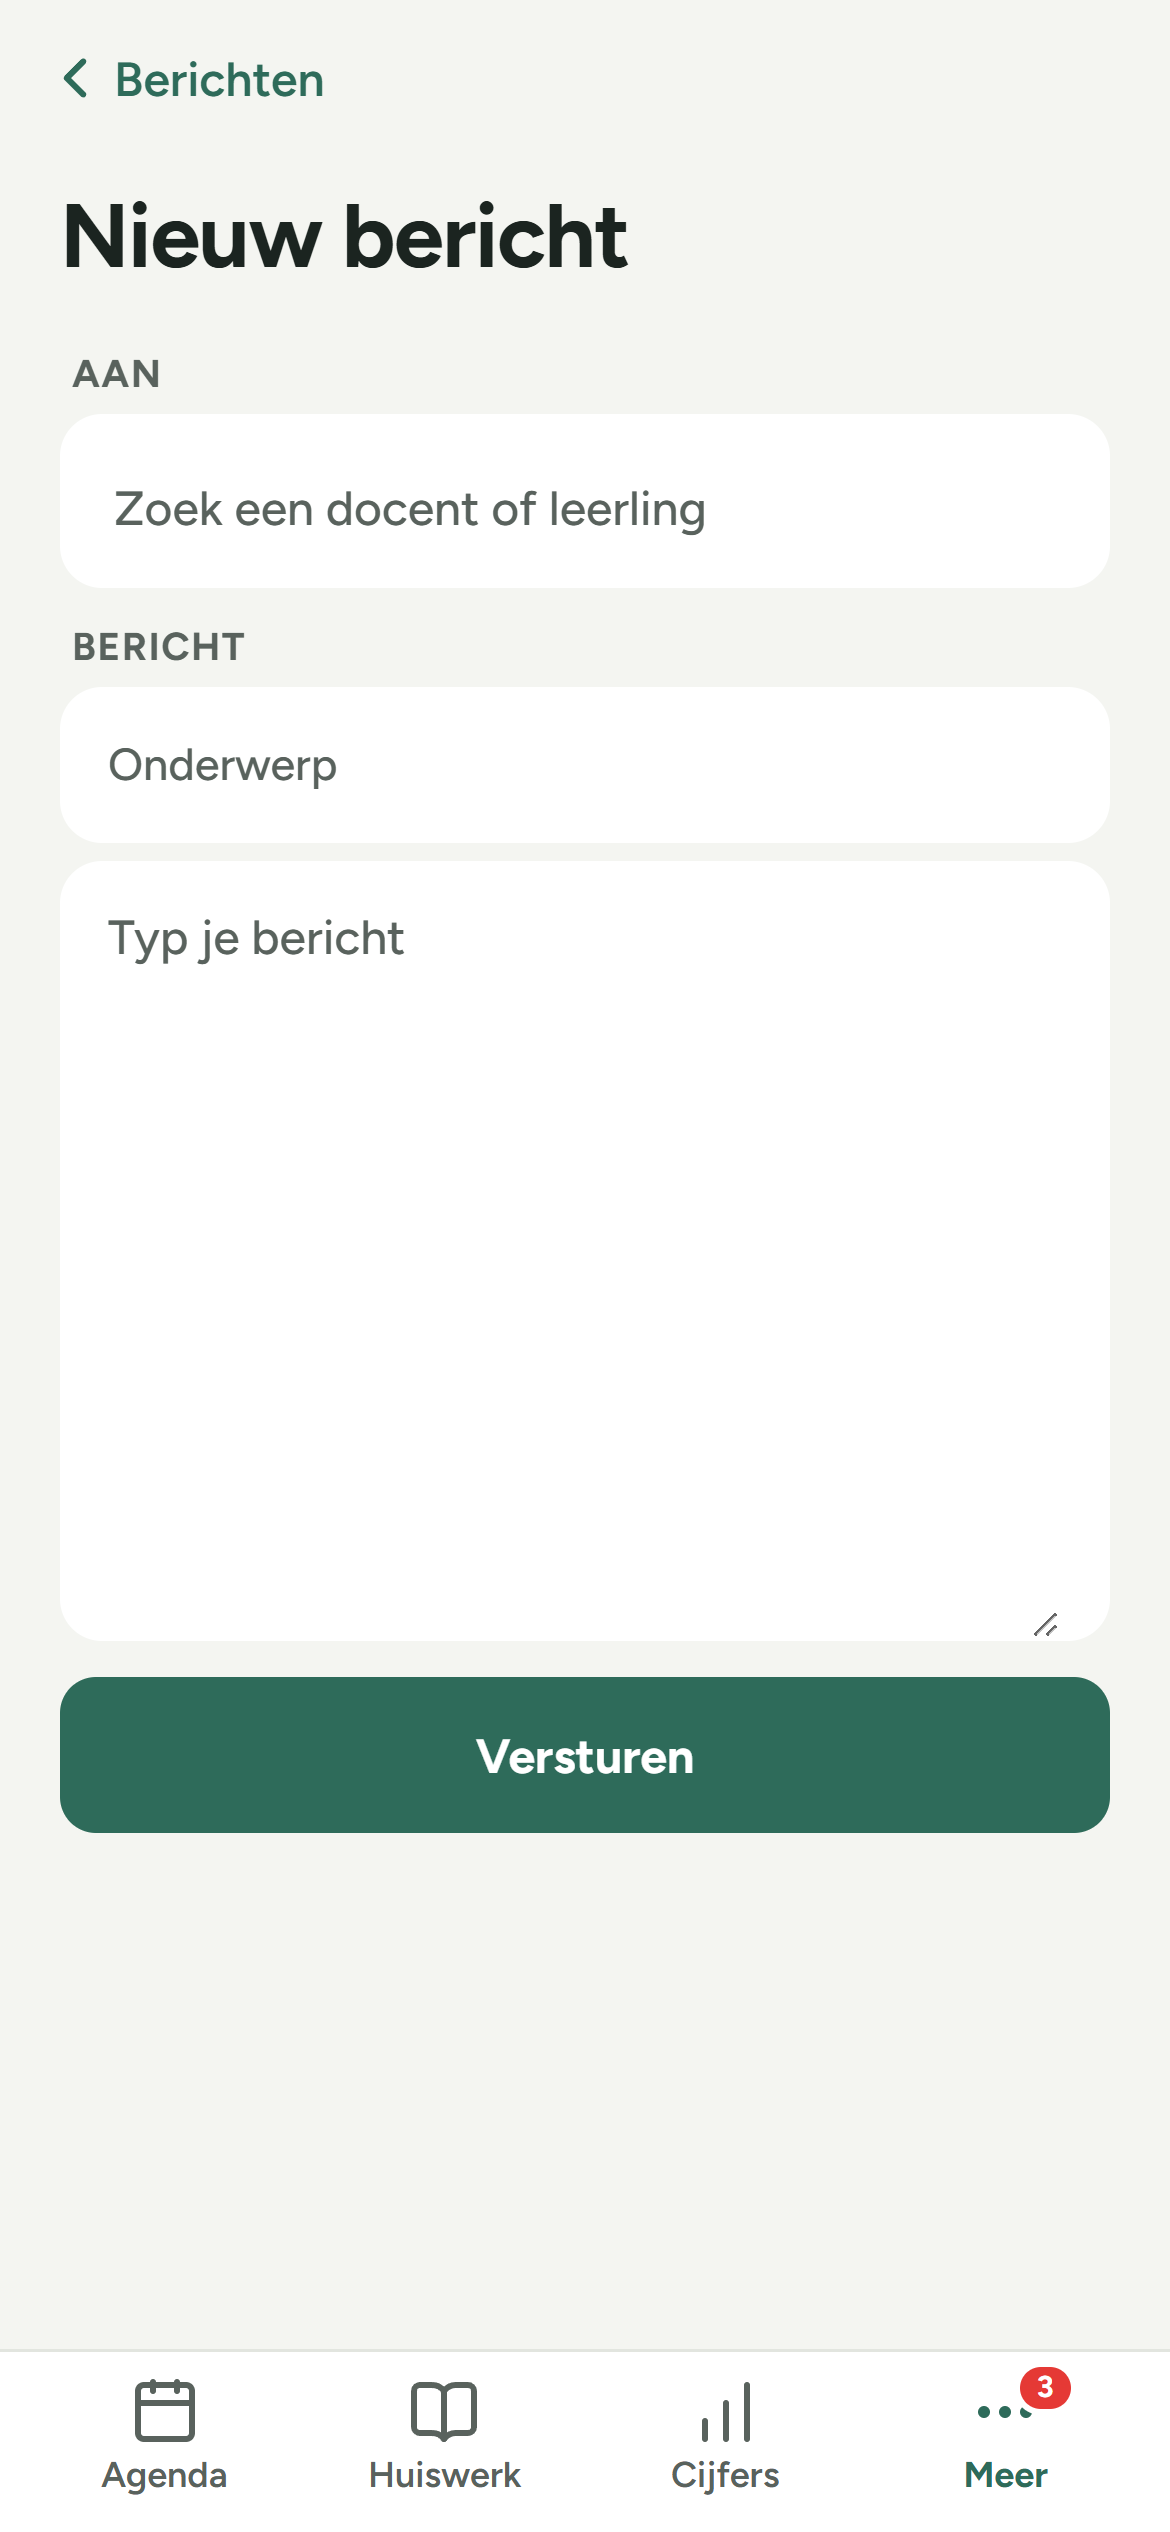 Berichten
Nieuw bericht
AAN
Zoek een docent of leerling
BERICHT
Onderwerp
Typ je bericht
Versturen
3
Agenda
Huiswerk
Cijfers
Meer